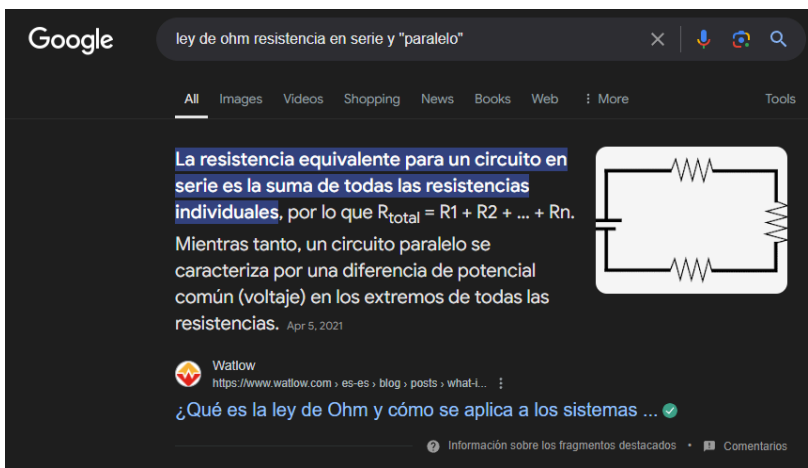 Google
ley de ohm resistencia en serie y "paralelo"
All Images Videos Shopping News Books Web More Tools
La resistencia equivalente para un circuito en
serie es la suma de todas las resistencias
individuales, por lo que Rtotal = R1 + R2 + ... + Rn.
Mientras tanto, un circuito paralelo se
caracteriza por una diferencia de potencial
común (voltaje) en los extremos de todas las
resistencias. Apr 5, 2021
Watlow
https://www.watlow.com › es-es › blog › posts › what-i...
¿Qué es la ley de Ohm y cómo se aplica a los sistemas ...
Información sobre los fragmentos destacados • Comentarios